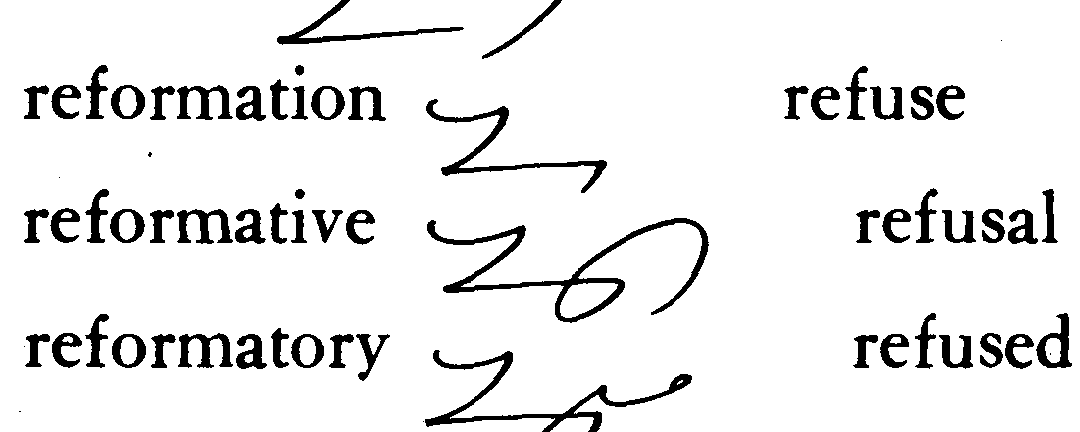 reformation refuse
reformative refusal
reformatory refused